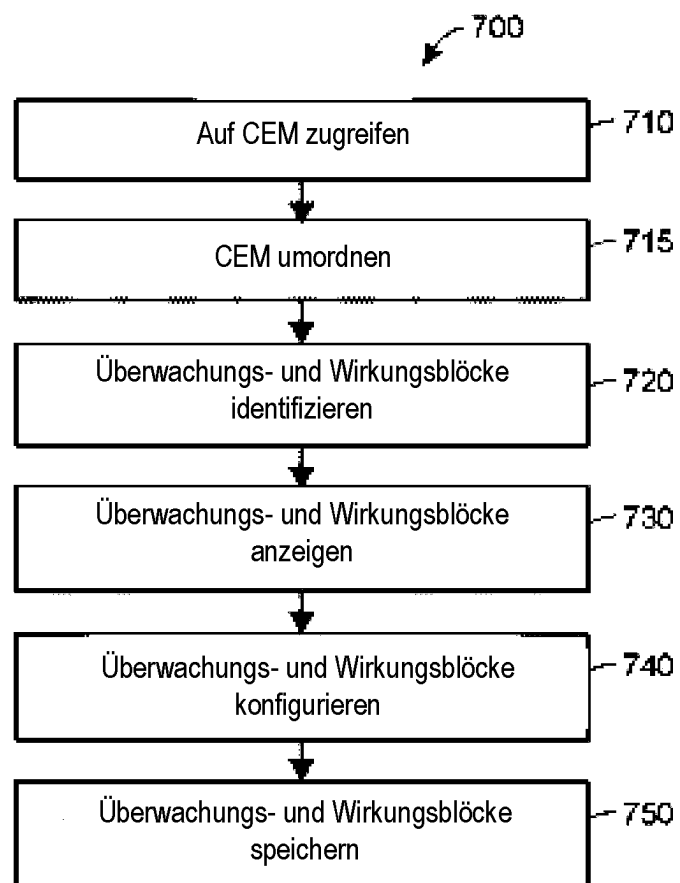 700
Auf CEM zugreifen
710
CEM umordnen
715
Überwachungs- und Wirkungsblöcke
identifizieren
720
Überwachungs- und Wirkungsblöcke
anzeigen
730
Überwachungs- und Wirkungsblöcke
konfigurieren
740
Überwachungs- und Wirkungsblöcke
speichern
750